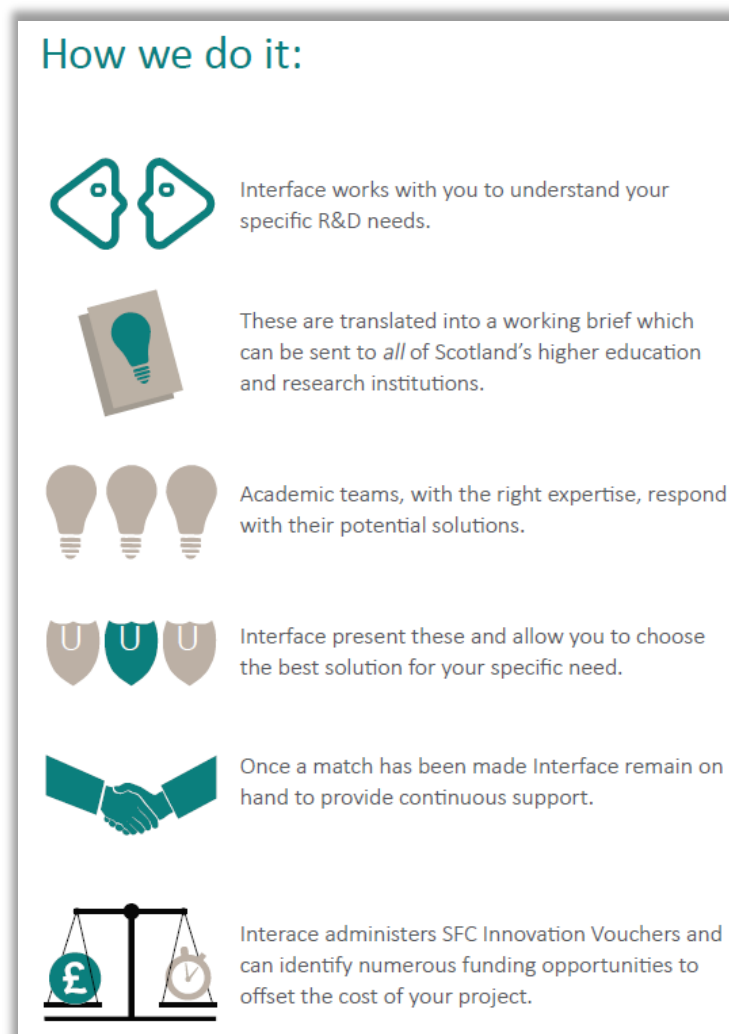 How we do it:
Interface works with you to understand your
specific R&D needs.
These are translated into a working brief which
can be sent to all of Scotland's higher education
and research institutions.
Academic teams, with the right expertise, respond
with their potential solutions.
U U U
Interface present these and allow you to choose
the best solution for your specific need.
Once a match has been made Interface remain on
hand to provide continuous support.
£
Interace administers SFC Innovation Vouchers and
can identify numerous funding opportunities to
offset the cost of your project.